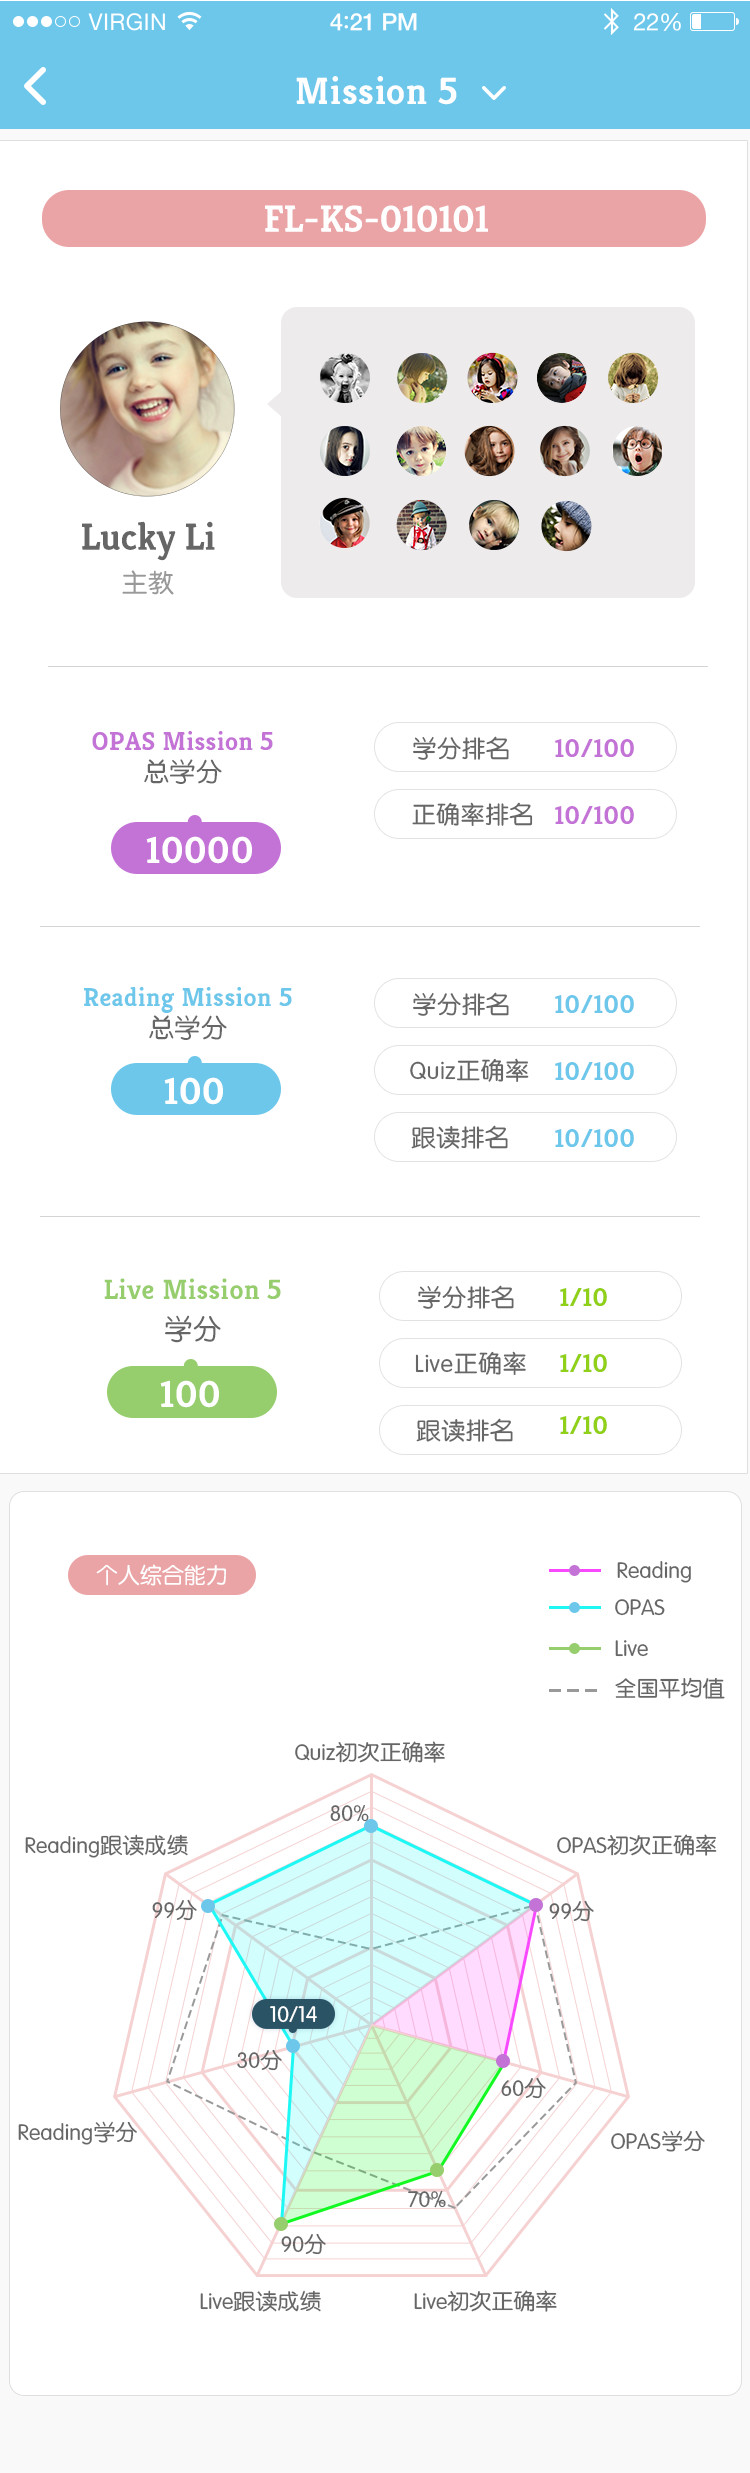 VIRGIN 4:21 PM 22%
Mission 5
FL-KS-010101
Lucky Li
主教
OPAS Mission 5
总学分
10000
学分排名 10/100
正确率排名 10/100
Reading Mission 5
总学分
100
学分排名 10/100
Quiz正确率 10/100
跟读排名 10/100
Live Mission 5
学分
100
学分排名 1/10
Live正确率 1/10
跟读排名 1/10
个人综合能力
Reading
OPAS
Live
全国平均值
Quiz初次正确率
80%
Reading跟读成绩
OPAS初次正确率
99分
99分
10/14
30分
60分
Reading学分
OPAS学分
70%
90分
Live跟读成绩
Live初次正确率